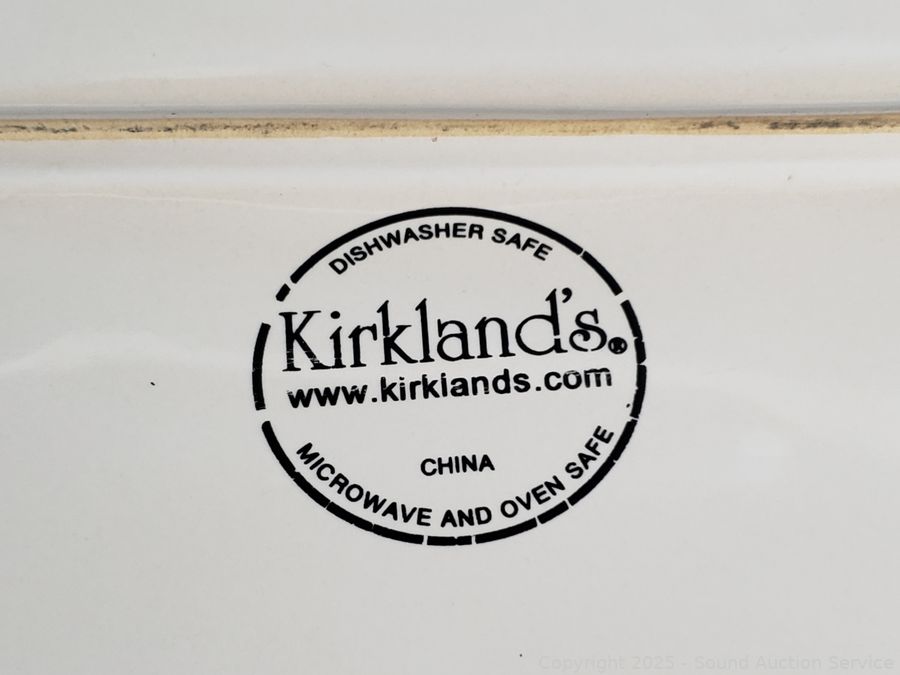 DISHWASHER SAFE
Kirkland's®
www.kirklands.com
CHINA
MICROWAVE AND OVEN SAFE
Copyright 2025 - Sound Auction Service